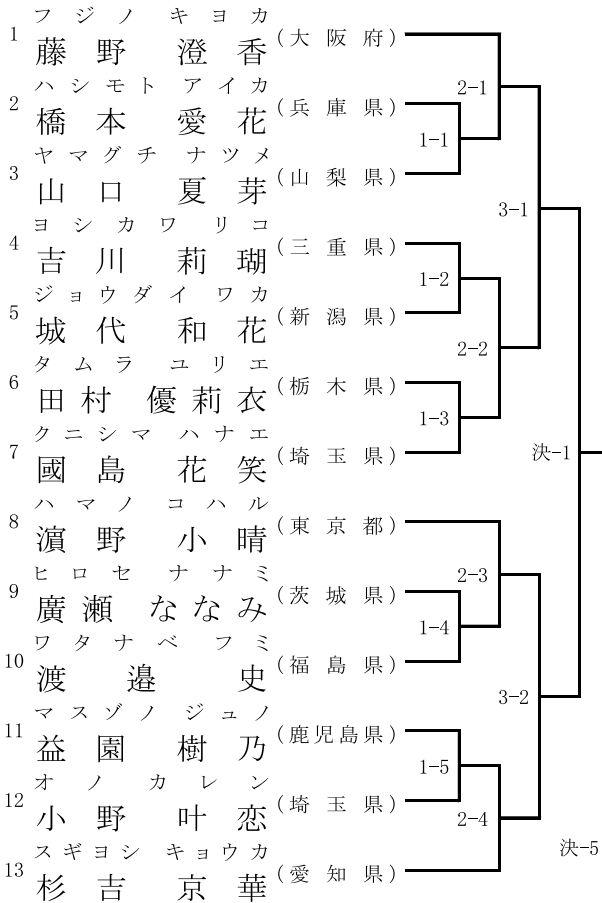 フジノ キヨカ
1 藤野 澄香 (大阪府)
2-1
ハシモト アイカ
2 橋本 愛花 (兵庫県)
1-1
ヤマグチ ナツメ
3 山口 夏芽 (山梨県)
3-1
ヨシカワ リコ
4 吉川 莉瑚 (三重県)
1-2
ジョウダイ ワカ
5 城代 和花 (新潟県)
2-2
タムラ ユリエ
6 田村 優莉衣 (栃木県)
1-3
クニシマ ハナエ
7 國島 花笑 (埼玉県)
決-1
ハマノ コハル
8 濵野 小晴 (東京都)
2-3
ヒロセ ナナミ
9 廣瀬 ななみ (茨城県)
1-4
ワタナベ フミ
10 渡邉 史 (福島県)
3-2
マスゾノ ジュノ
11 益園 樹乃 (鹿児島県)
1-5
オノ カレン
12 小野 叶恋 (埼玉県)
2-4
スギヨシ キョウカ
13 杉吉 京華 (愛知県)
決-5